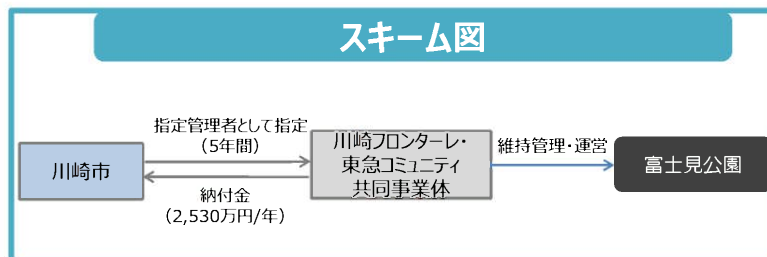 スキーム図
指定管理者として指定
（5年間）
川崎市
納付金
（2,530万円/年）
川崎フロンターレ・
東急コミュニティ
共同事業体
維持管理・運営
富士見公園